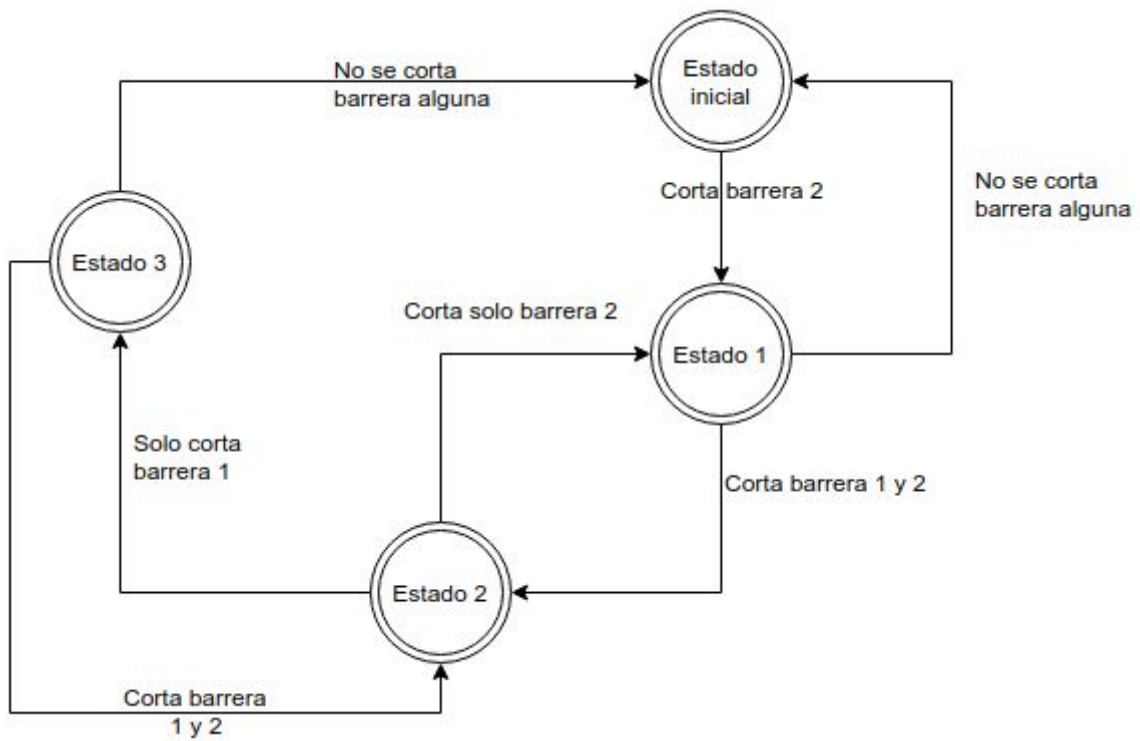 No se corta
barrera alguna
Estado
inicial
Corta barrera 2
No se corta
barrera alguna
Estado 3
Corta solo barrera 2
Estado 1
Solo corta
barrera 1
Corta barrera 1 y 2
Estado 2
Corta barrera
1 y 2